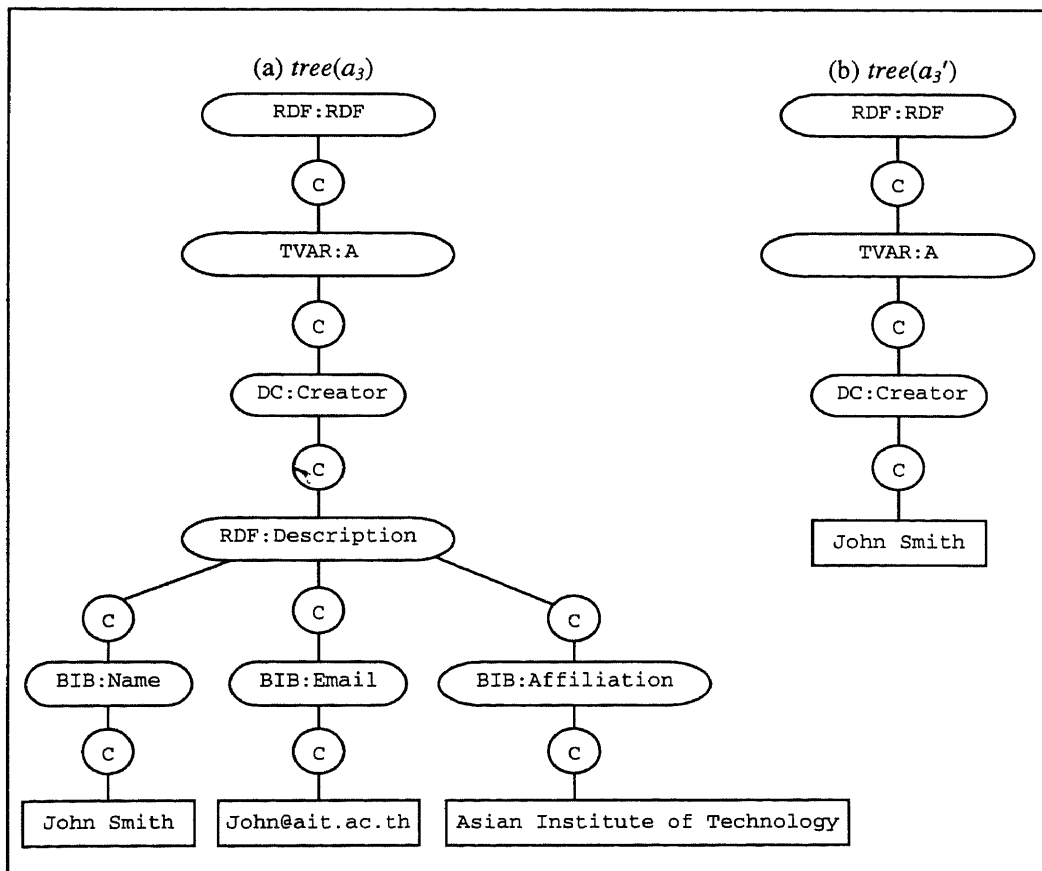 (a) tree(a₃)
RDF:RDF
C
TVAR:A
C
DC:Creator
C
RDF:Description
C C C
BIB:Name BIB:Email BIB:Affiliation
C C C
John Smith John@ait.ac.th Asian Institute of Technology
(b) tree(a₃')
RDF:RDF
C
TVAR:A
C
DC:Creator
C
John Smith